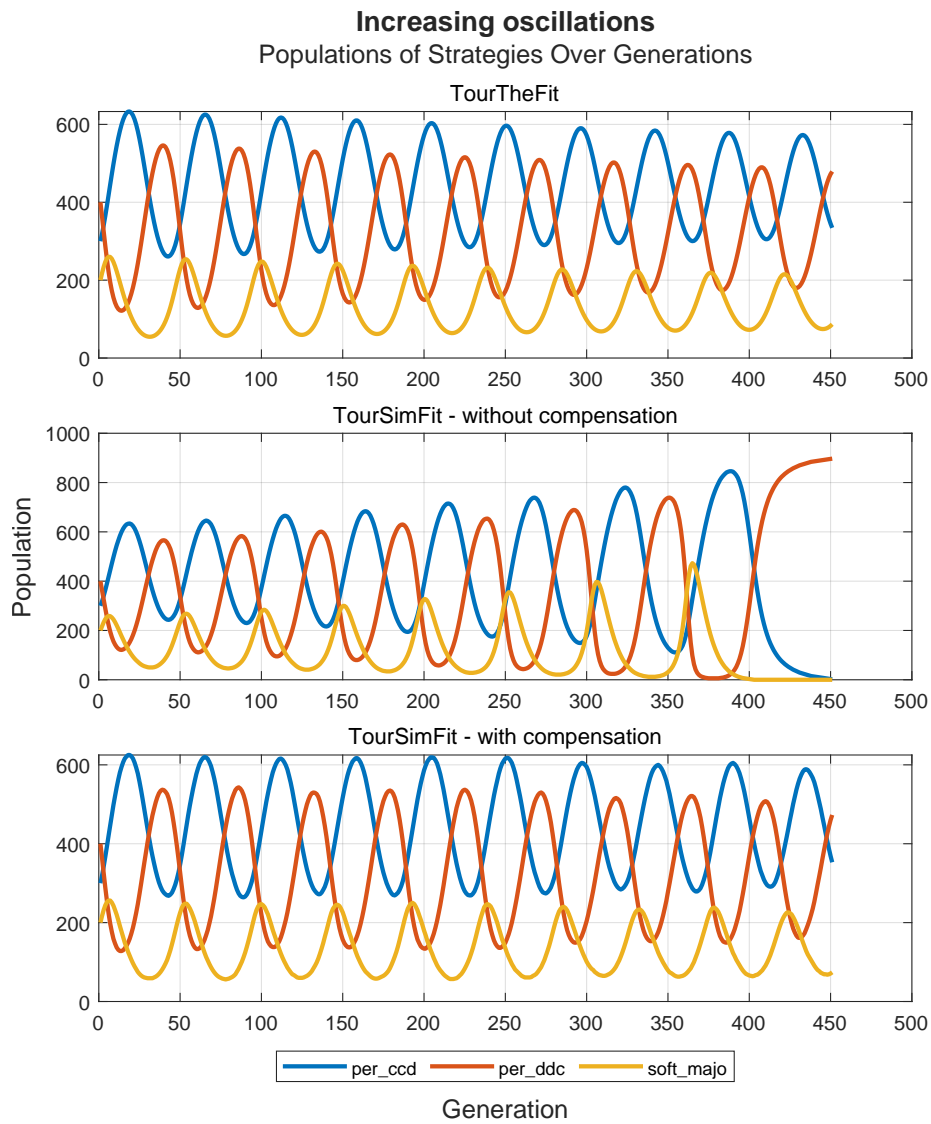 Increasing oscillations
Populations of Strategies Over Generations
TourTheFit
600
400
200
0
0 50 100 150 200 250 300 350 400 450 500
TourSimFit - without compensation
1000
800
600
400
200
0
0 50 100 150 200 250 300 350 400 450 500
Population
TourSimFit - with compensation
600
400
200
0
0 50 100 150 200 250 300 350 400 450 500
per_ccd per_ddc soft_majo
Generation